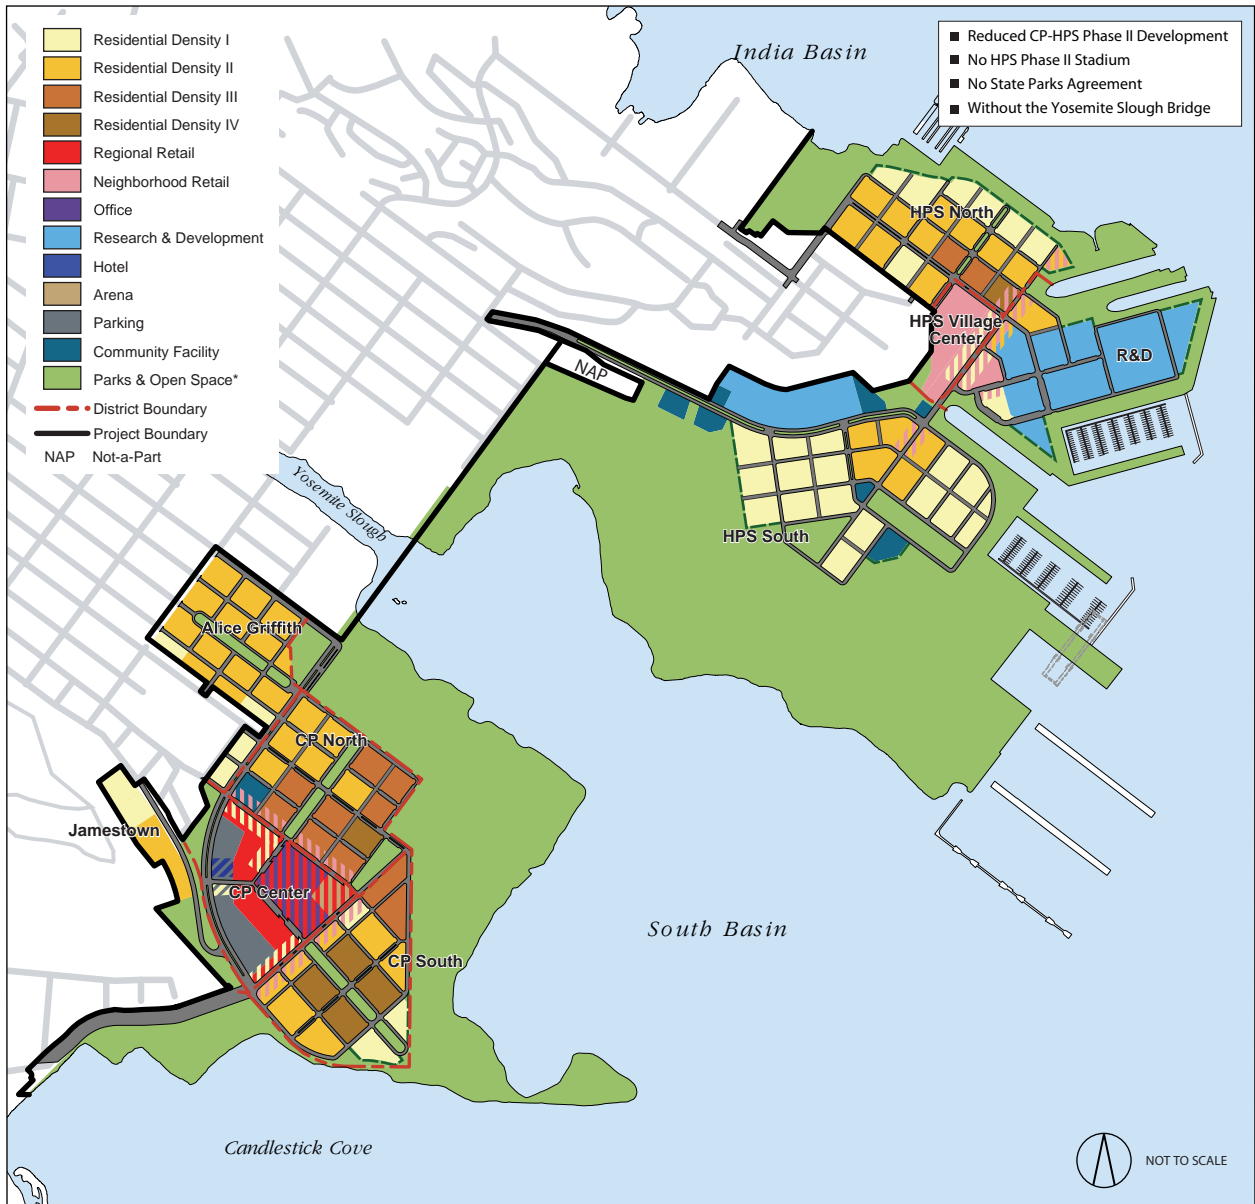 Residential Density I
Residential Density II
Residential Density III
Residential Density IV
Regional Retail
Neighborhood Retail
Office
Research & Development
Hotel
Arena
Parking
Community Facility
Parks & Open Space*
District Boundary
Project Boundary
NAP Not-a-Part
India Basin
■ Reduced CP-HPS Phase II Development
■ No HPS Phase II Stadium
■ No State Parks Agreement
■ Without the Yosemite Slough Bridge
HPS North
HPS Village
Center
R&D
NAP
Yosemite Slough
HPS South
Alice Griffith
CP North
Jamestown
CP Center
CP South
South Basin
Candlestick Cove
NOT TO SCALE